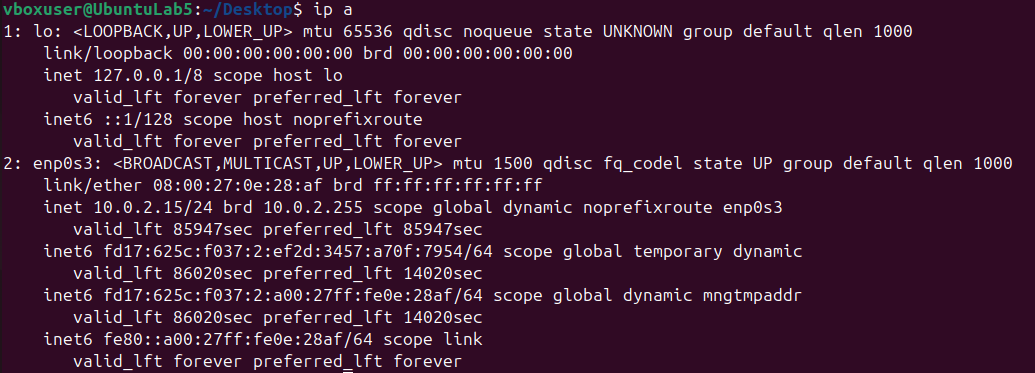 vboxuser@UbuntuLab5:~/Desktop$ ip a
1: lo: <LOOPBACK,UP,LOWER_UP> mtu 65536 qdisc noqueue state UNKNOWN group default qlen 1000
    link/loopback 00:00:00:00:00:00 brd 00:00:00:00:00:00
    inet 127.0.0.1/8 scope host lo
       valid_lft forever preferred_lft forever
    inet6 ::1/128 scope host noprefixroute
       valid_lft forever preferred_lft forever
2: enp0s3: <BROADCAST,MULTICAST,UP,LOWER_UP> mtu 1500 qdisc fq_codel state UP group default qlen 1000
    link/ether 08:00:27:0e:28:af brd ff:ff:ff:ff:ff:ff
    inet 10.0.2.15/24 brd 10.0.2.255 scope global dynamic noprefixroute enp0s3
       valid_lft 85947sec preferred_lft 85947sec
    inet6 fd17:625c:f037:2:ef2d:3457:a70f:7954/64 scope global temporary dynamic
       valid_lft 86020sec preferred_lft 14020sec
    inet6 fd17:625c:f037:2:a00:27ff:fe0e:28af/64 scope global dynamic mngtmpaddr
       valid_lft 86020sec preferred_lft 14020sec
    inet6 fe80::a00:27ff:fe0e:28af/64 scope link
       valid_lft forever preferred_lft forever